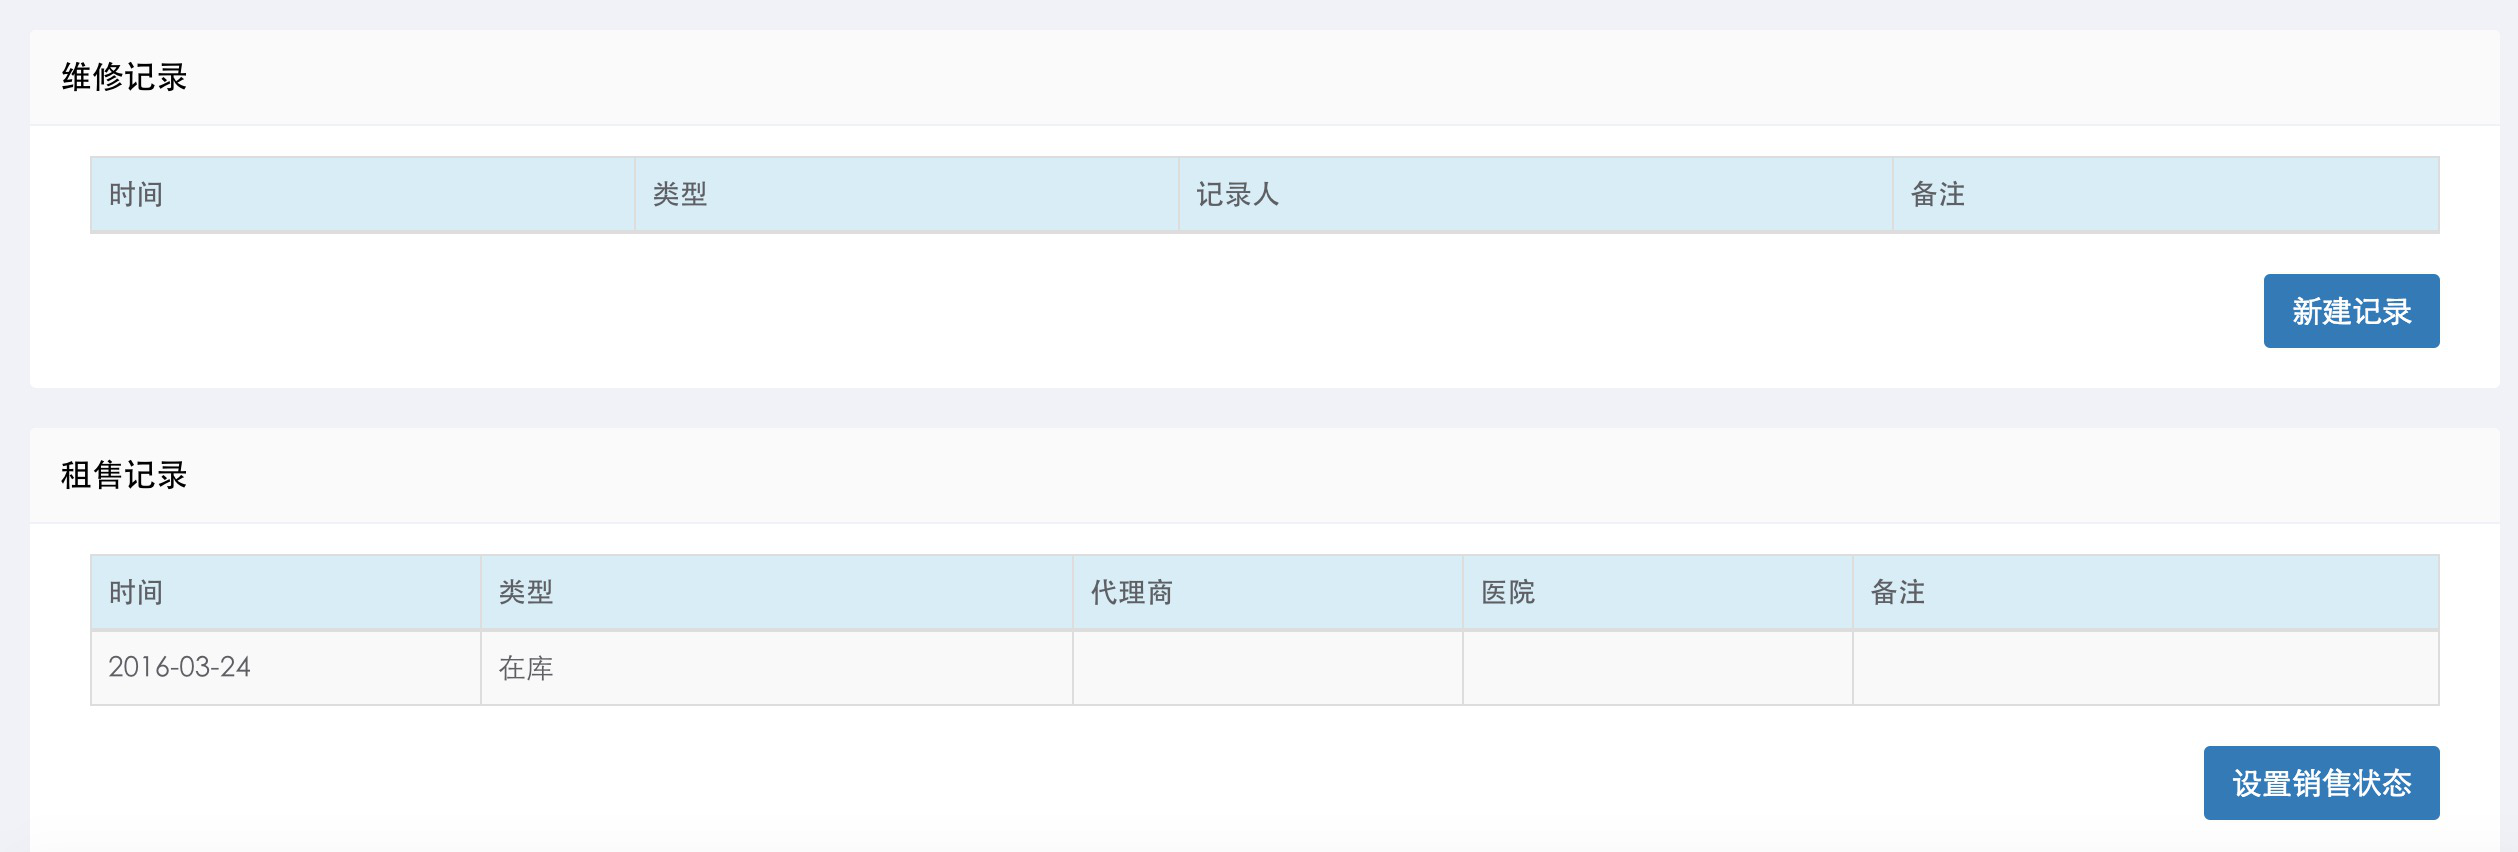 维修记录
时间 类型 记录人 备注
新建记录
租售记录
时间 类型 代理商 医院 备注
2016-03-24 在库
设置销售状态